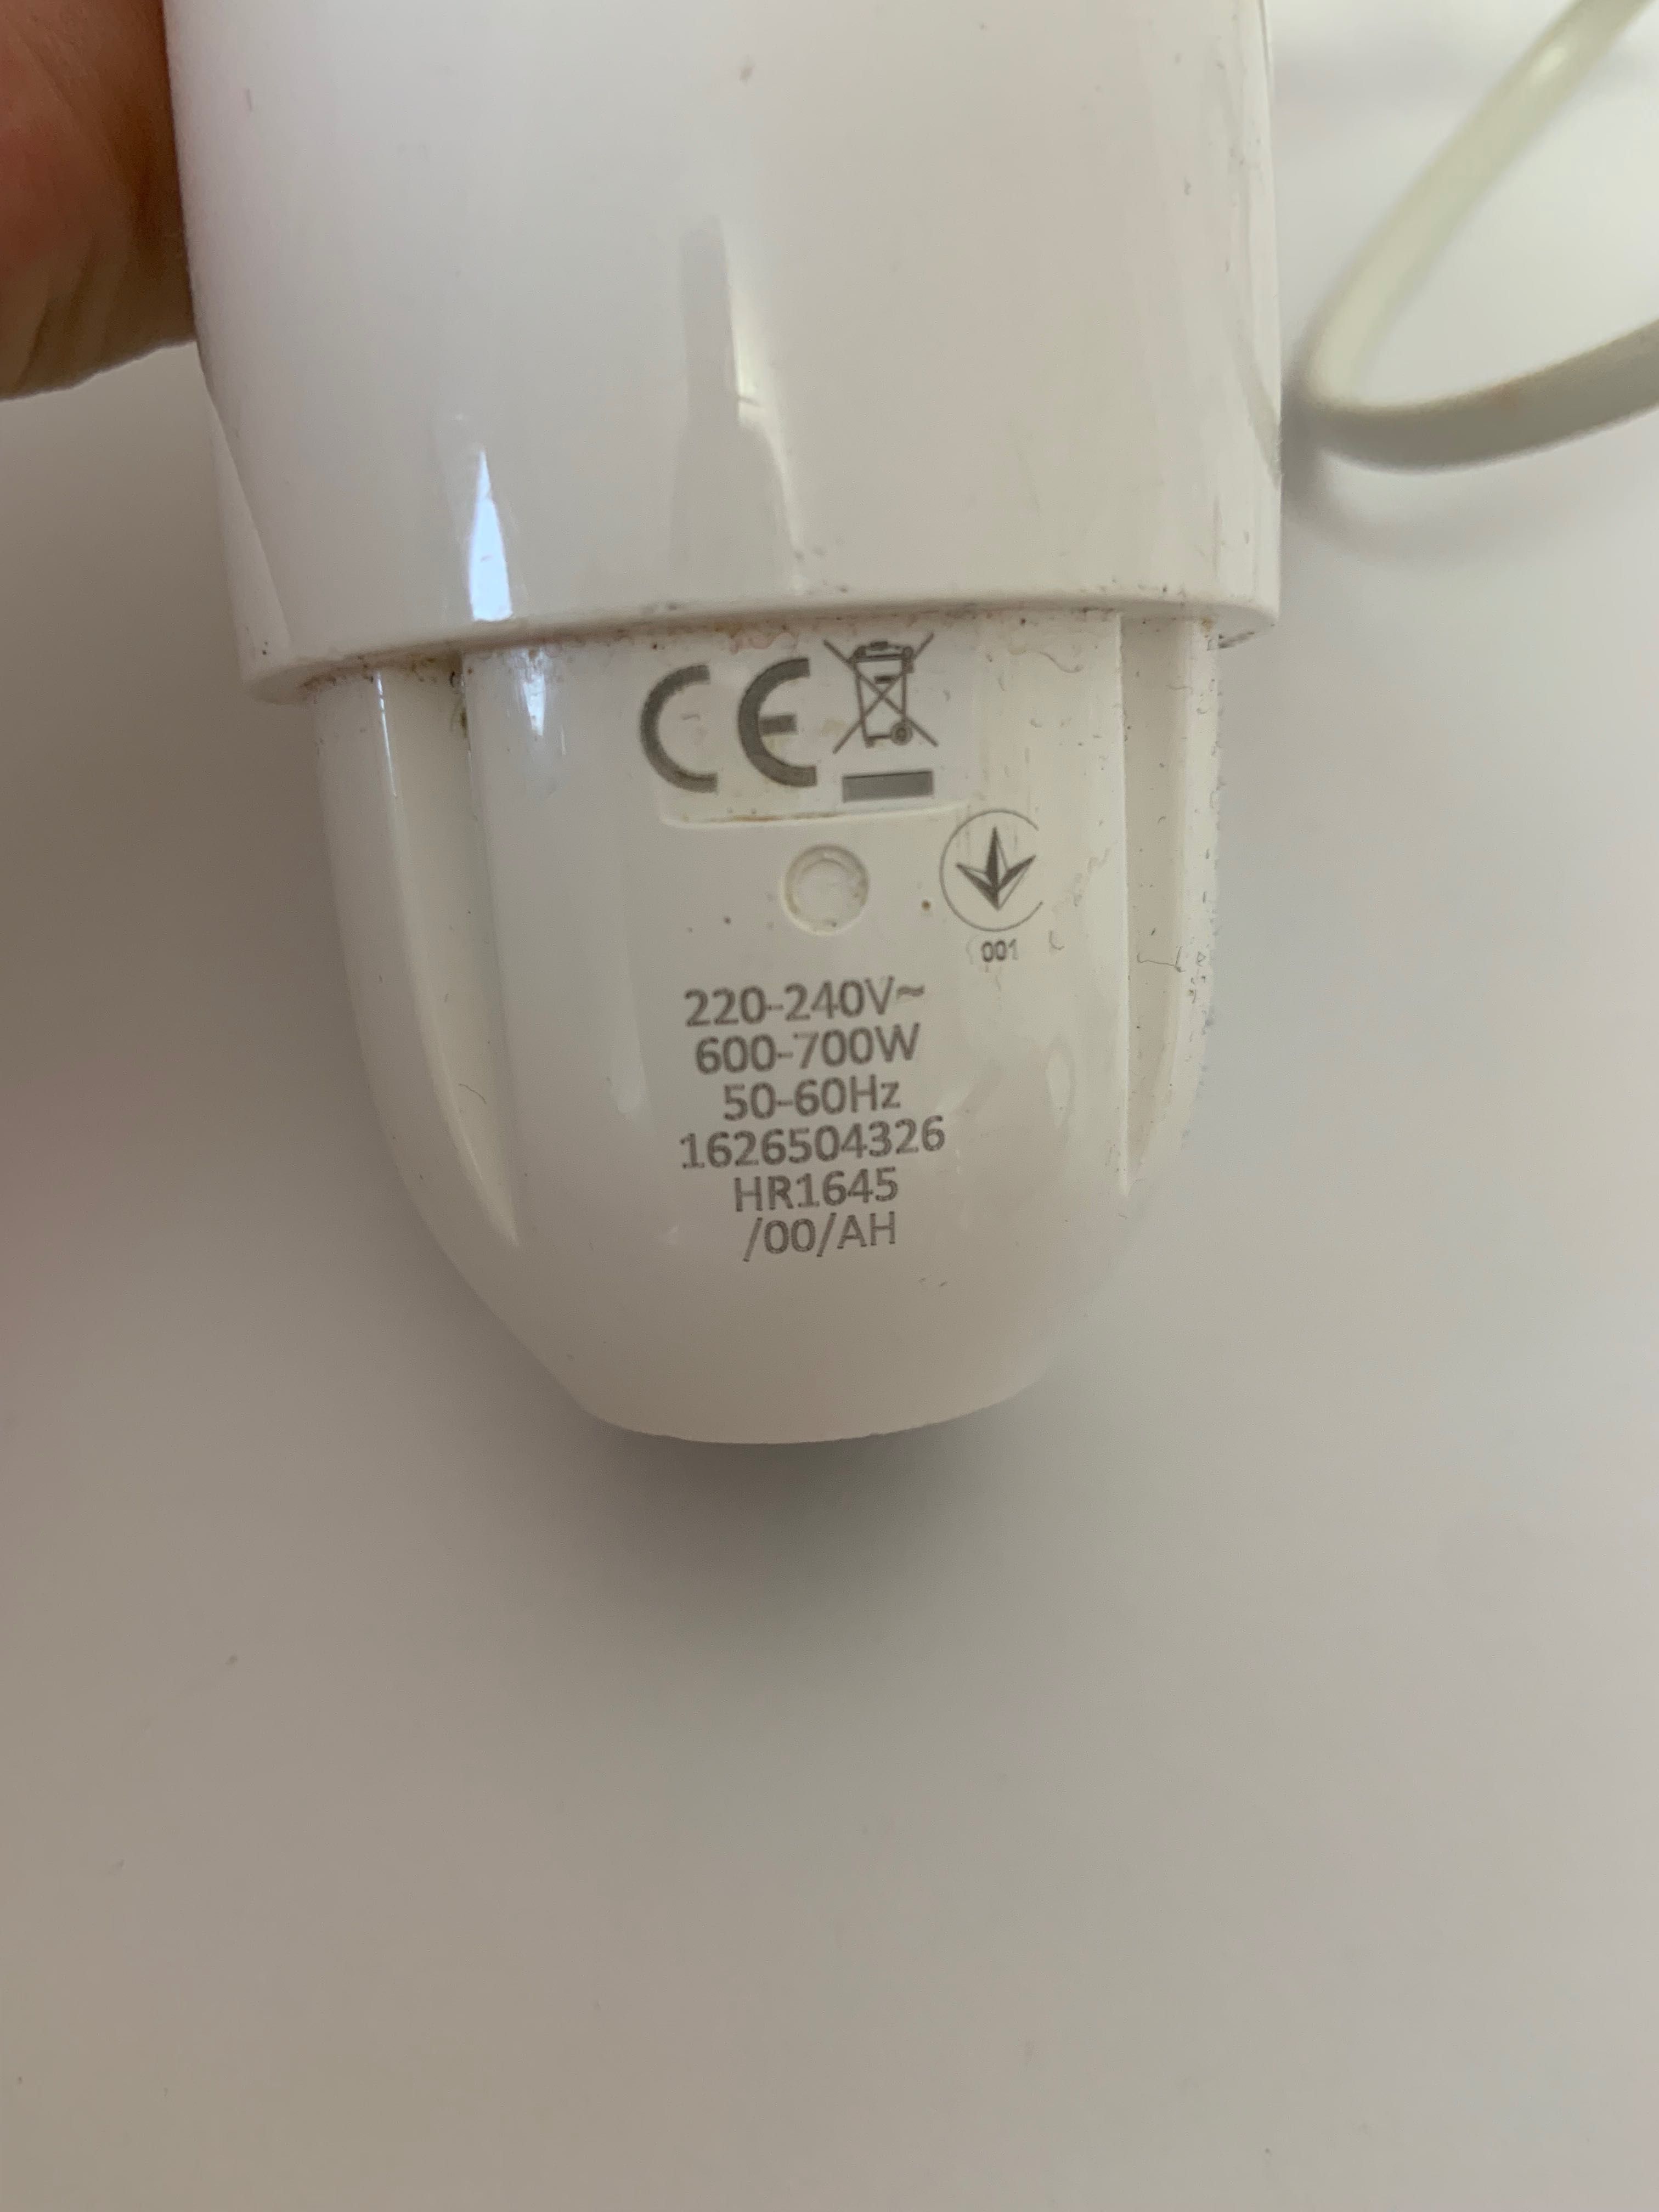 CE
001
220-240V~
600-700W
50-60Hz
1626504326
HR1645
/00/AH